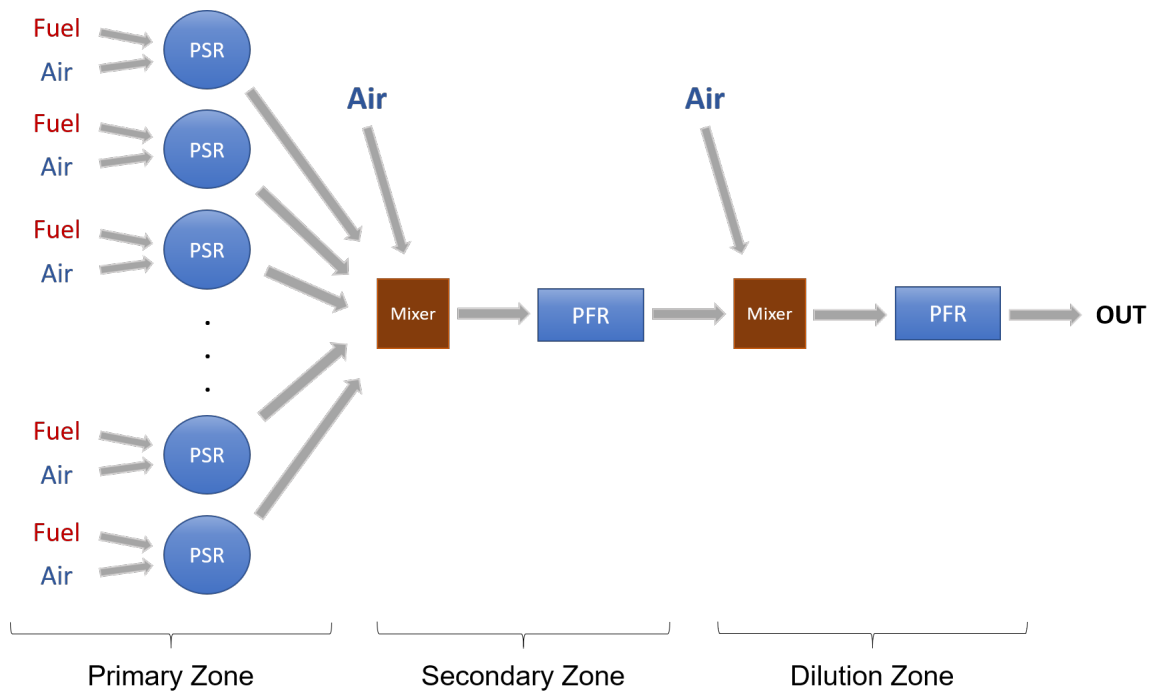 Fuel
Air
PSR
Fuel
Air
PSR
Fuel
Air
PSR
Fuel
Air
PSR
Fuel
Air
PSR
Primary Zone
Air
Mixer
PFR
Secondary Zone
Air
Mixer
PFR
OUT
Dilution Zone